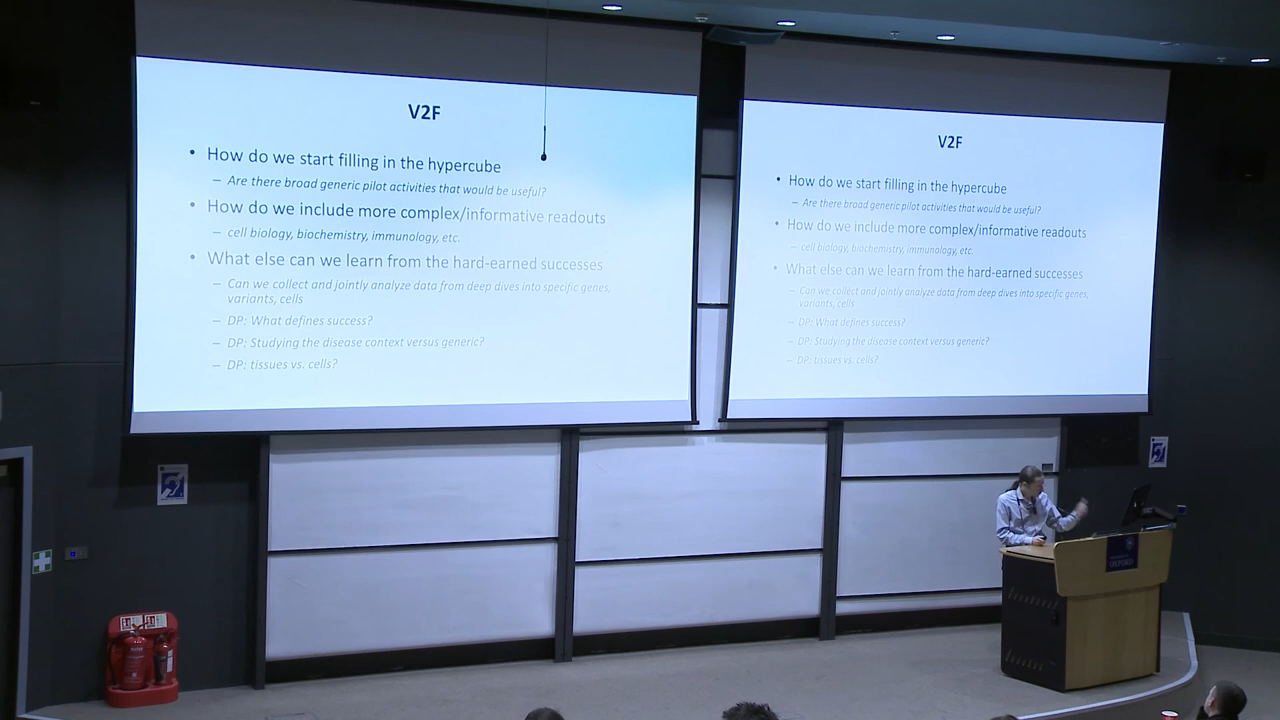 V2F
• How do we start filling in the hypercube
– Are there broad generic pilot activities that would be useful?
• How do we include more complex/informative readouts
– cell biology, biochemistry, immunology, etc.
• What else can we learn from the hard-earned successes
– Can we collect and jointly analyze data from deep dives into specific genes,
variants, cells
– DP: What defines success?
– DP: Studying the disease context versus generic?
– DP: tissues vs. cells?
V2F
• How do we start filling in the hypercube
– Are there broad generic pilot activities that would be useful?
• How do we include more complex/informative readouts
– cell biology, biochemistry, immunology, etc.
• What else can we learn from the hard-earned successes
– Can we collect and jointly analyze data from deep dives into specific genes,
variants, cells
– DP: What defines success?
– DP: Studying the disease context versus generic?
– DP: tissues vs. cells?
OXFORD